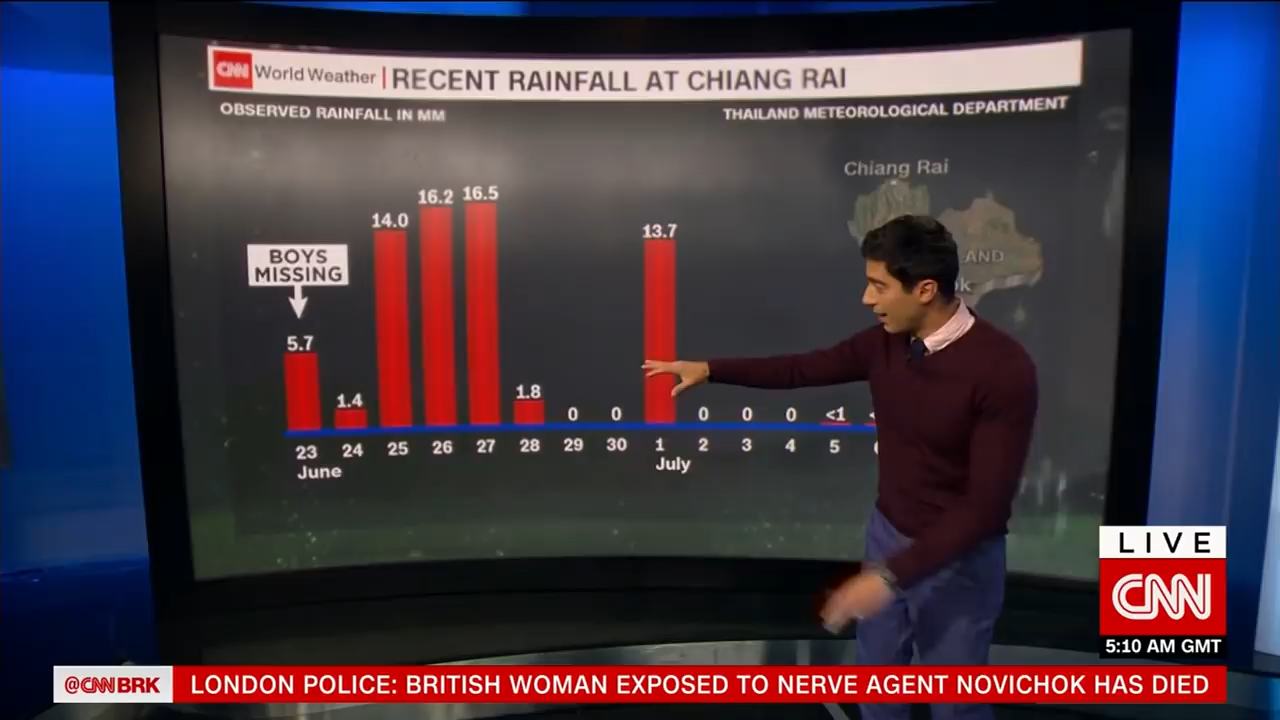 CNN World Weather | RECENT RAINFALL AT CHIANG RAI
OBSERVED RAINFALL IN MM
THAILAND METEOROLOGICAL DEPARTMENT
Chiang Rai
AND
BOYS
MISSING
5.7
1.4
14.0
16.2
16.5
1.8
0
0
13.7
0
0
0
<1
<
23 24 25 26 27 28 29 30 1 2 3 4 5
June
July
LIVE
CNN
5:10 AM GMT
@CNNBRK
LONDON POLICE: BRITISH WOMAN EXPOSED TO NERVE AGENT NOVICHOK HAS DIED